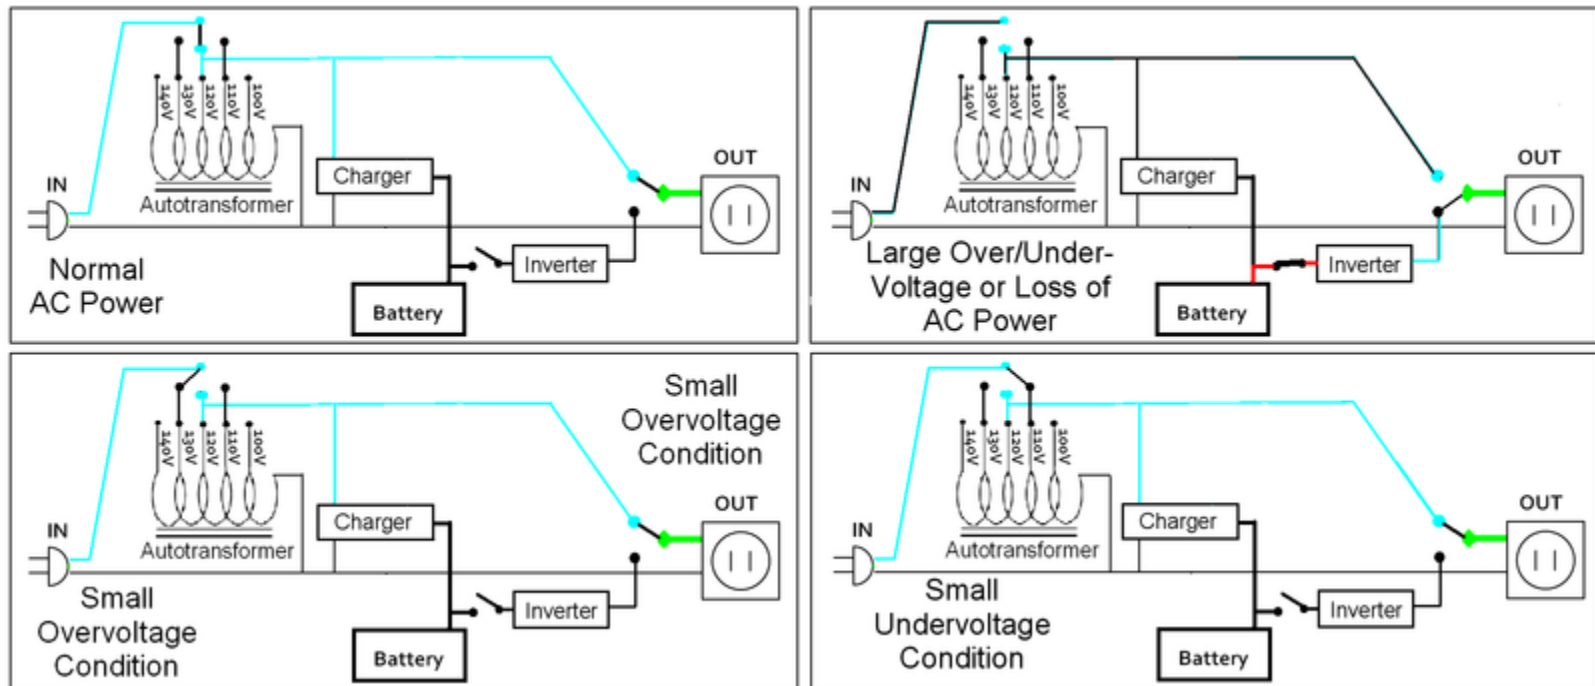 140V
130V
120V
110V
100V
IN
Autotransformer
Charger
OUT
Normal
AC Power
Inverter
Battery
140V
130V
120V
110V
100V
IN
Autotransformer
Charger
OUT
Large Over/Under-
Voltage or Loss of
AC Power
Inverter
Battery
Small
Overvoltage
Condition
140V
130V
120V
110V
100V
IN
Autotransformer
Charger
OUT
Small
Overvoltage
Condition
Inverter
Battery
140V
130V
120V
110V
100V
IN
Autotransformer
Charger
OUT
Small
Undervoltage
Condition
Inverter
Battery